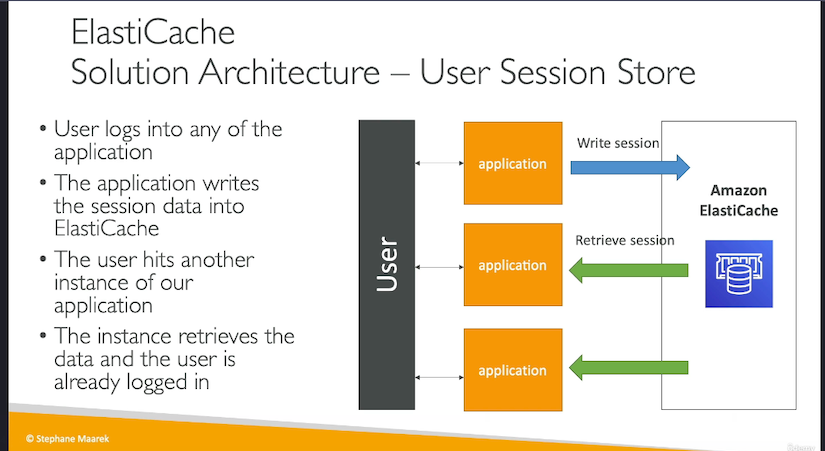 ElastiCache
Solution Architecture – User Session Store
• User logs into any of the
application
• The application writes
the session data into
ElastiCache
• The user hits another
instance of our
application
• The instance retrieves the
data and the user is
already logged in
User
application
Write session
Amazon
ElastiCache
application
Retrieve session
application
© Stephane Maarek
Udemy